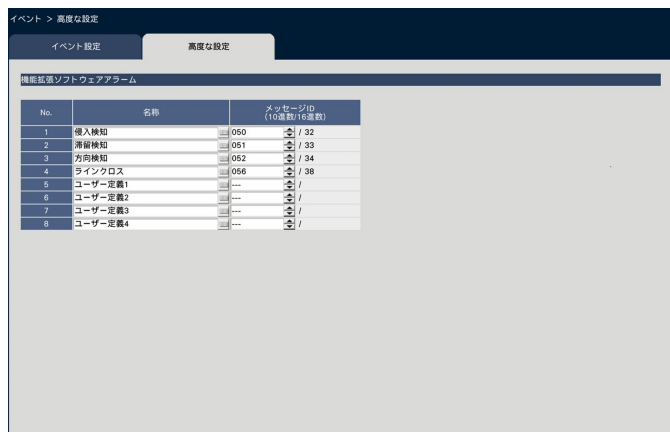 イベント > 高度な設定
イベント設定 高度な設定
機能拡張ソフトウェアアラーム
No. 名称 メッセージID
(10進数/16進数)
1 侵入検知 050 / 32
2 滞留検知 051 / 33
3 方向検知 052 / 34
4 ラインクロス 056 / 38
5 ユーザー定義1 --- /
6 ユーザー定義2 --- /
7 ユーザー定義3 --- /
8 ユーザー定義4 --- /